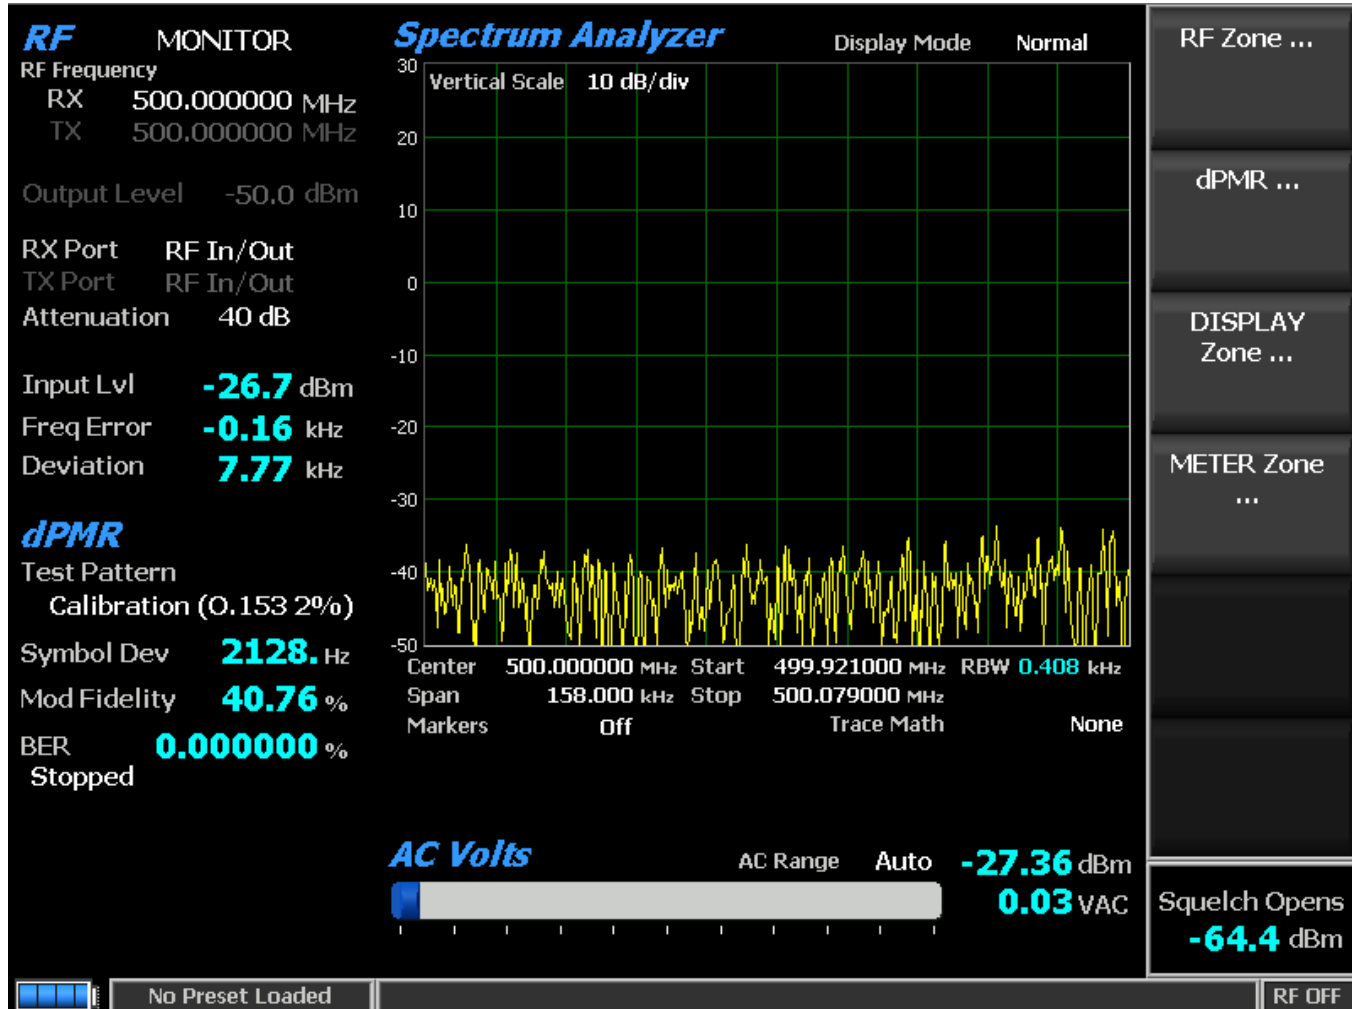 RF MONITOR
RF Frequency
RX 500.000000 MHz
TX 500.000000 MHz
Output Level -50.0 dBm
RX Port RF In/Out
TX Port RF In/Out
Attenuation 40 dB
Input Lvl -26.7 dBm
Freq Error -0.16 kHz
Deviation 7.77 kHz
dPMR
Test Pattern
Calibration (O.153 2%)
Symbol Dev 2128. Hz
Mod Fidelity 40.76 %
BER 0.000000 %
Stopped
Spectrum Analyzer Display Mode Normal
Vertical Scale 10 dB/div
30
20
10
0
-10
-20
-30
-40
-50
Center 500.000000 MHz Start 499.921000 MHz RBW 0.408 kHz
Span 158.000 kHz Stop 500.079000 MHz
Markers Off Trace Math None
AC Volts AC Range Auto -27.36 dBm
0.03 VAC
RF Zone ...
dPMR ...
DISPLAY
Zone ...
METER Zone
...
Squelch Opens
-64.4 dBm
No Preset Loaded
RF OFF